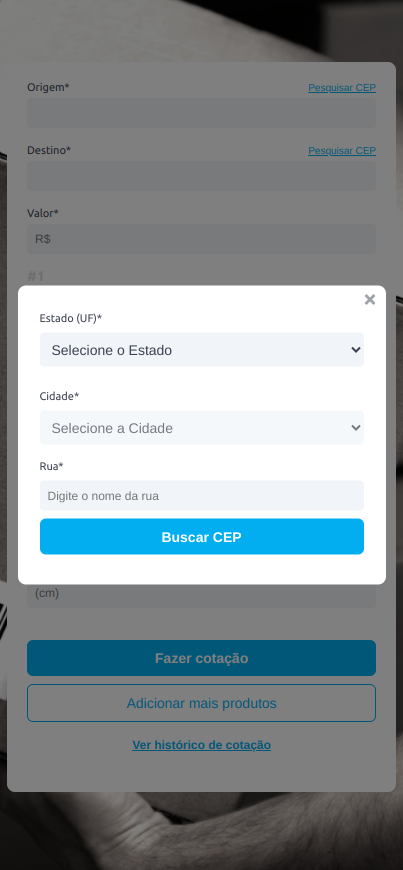 Origem*
Pesquisar CEP
Destino*
Pesquisar CEP
Valor*
R$
#1
Estado (UF)*
Selecione o Estado
Cidade*
Selecione a Cidade
Rua*
Digite o nome da rua
Buscar CEP
(cm)
Fazer cotação
Adicionar mais produtos
Ver histórico de cotação